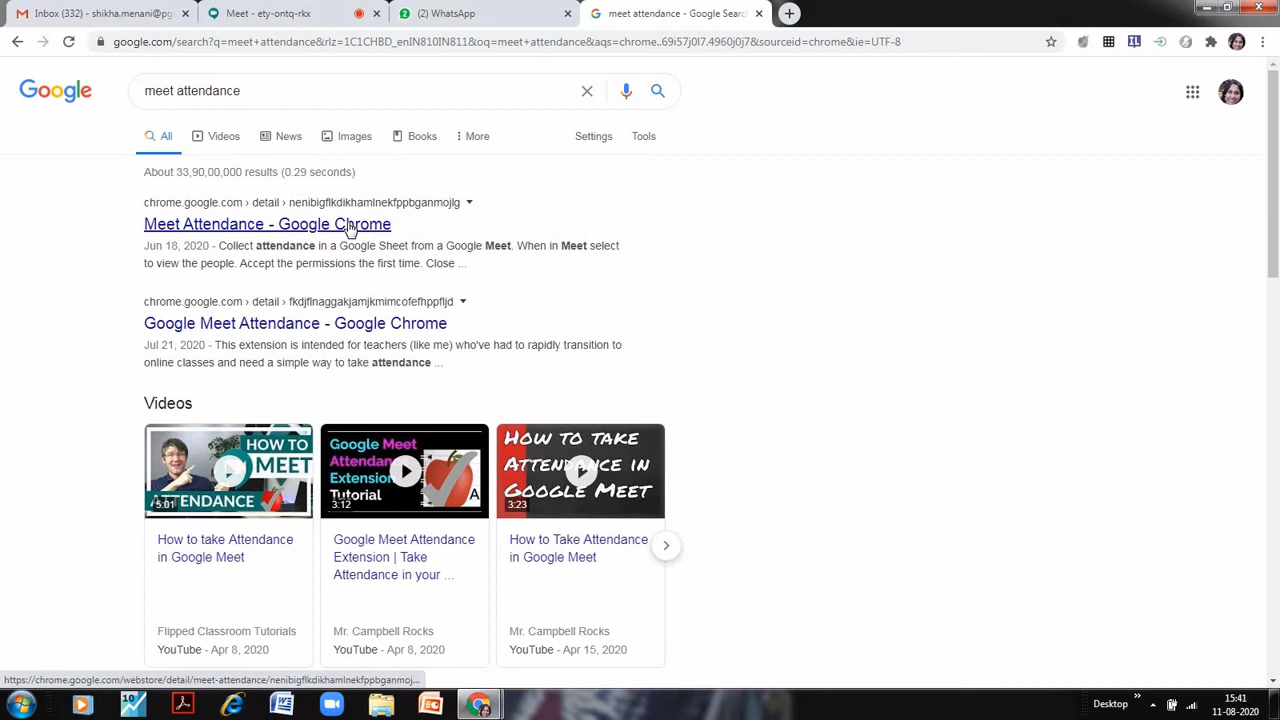 Inbox (332) - shikha.menani@pg
Meet - ety-ontq-rkx
(2) WhatsApp
meet attendance - Google Searc
google.com/search?q=meet+attendance&rlz=1C1CHBD_enIN810IN811&oq=meet+attendance&aqs=chrome..69i57j0l7.4960j0j7&sourceid=chrome&ie=UTF-8
Google
meet attendance
All
Videos
News
Images
Books
More
Settings
Tools
About 33,90,00,000 results (0.29 seconds)
chrome.google.com › detail › nenibigflkdikhamlnekfppbganmojlg
Meet Attendance - Google Chrome
Jun 18, 2020 - Collect attendance in a Google Sheet from a Google Meet. When in Meet select
to view the people. Accept the permissions the first time. Close ...
chrome.google.com › detail › fkdjflnaggakjamjkmimcofefhppfljd
Google Meet Attendance - Google Chrome
Jul 21, 2020 - This extension is intended for teachers (like me) who've had to rapidly transition to
online classes and need a simple way to take attendance ...
Videos
HOW TO
MEET
ATTENDANCE
5:01
How to take Attendance
in Google Meet
Flipped Classroom Tutorials
YouTube - Apr 8, 2020
Google Meet
Attendan
Extension
Tutorial
A
3:12
Google Meet Attendance
Extension | Take
Attendance in your ...
Mr. Campbell Rocks
YouTube - Apr 8, 2020
HOW TO TAKE
ATTENDANCE IN
GOOGLE MEET
3:23
How to Take Attendance
in Google Meet
Mr. Campbell Rocks
YouTube - Apr 15, 2020
https://chrome.google.com/webstore/detail/meet-attendance/nenibigflkdikhamlnekfppbganmoj...
Desktop
15:41
11-08-2020